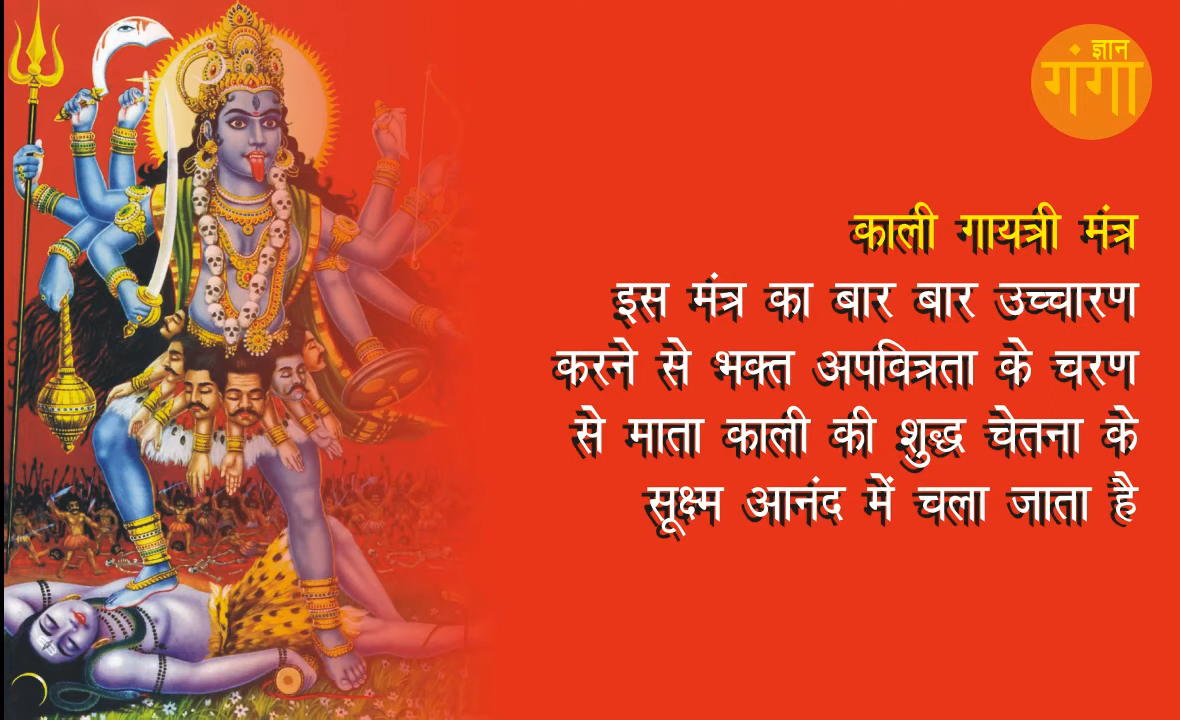 ज्ञान
गंगा
काली गायत्री मंत्र
इस मंत्र का बार बार उच्चारण
करने से भक्त अपवित्रता के चरण
से माता काली की शुद्ध चेतना के
सूक्ष्म आनंद में चला जाता है